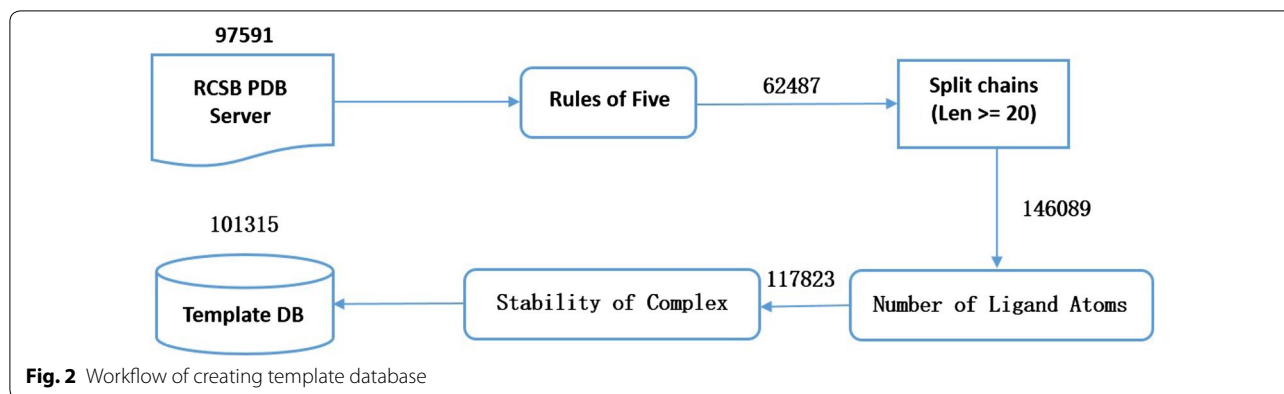 97591
RCSB PDB
Server
Rules of Five
62487
Split chains
(Len >= 20)
146089
Number of Ligand Atoms
117823
Stability of Complex
101315
Template DB
Fig. 2 Workflow of creating template database